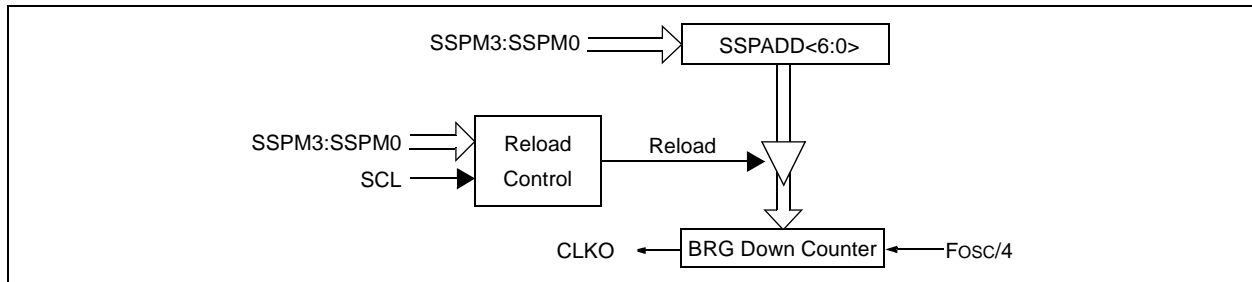 SSPM3:SSPM0
SSPADD<6:0>
SSPM3:SSPM0
SCL
Reload
Control
Reload
CLKO
BRG Down Counter
FOSC/4